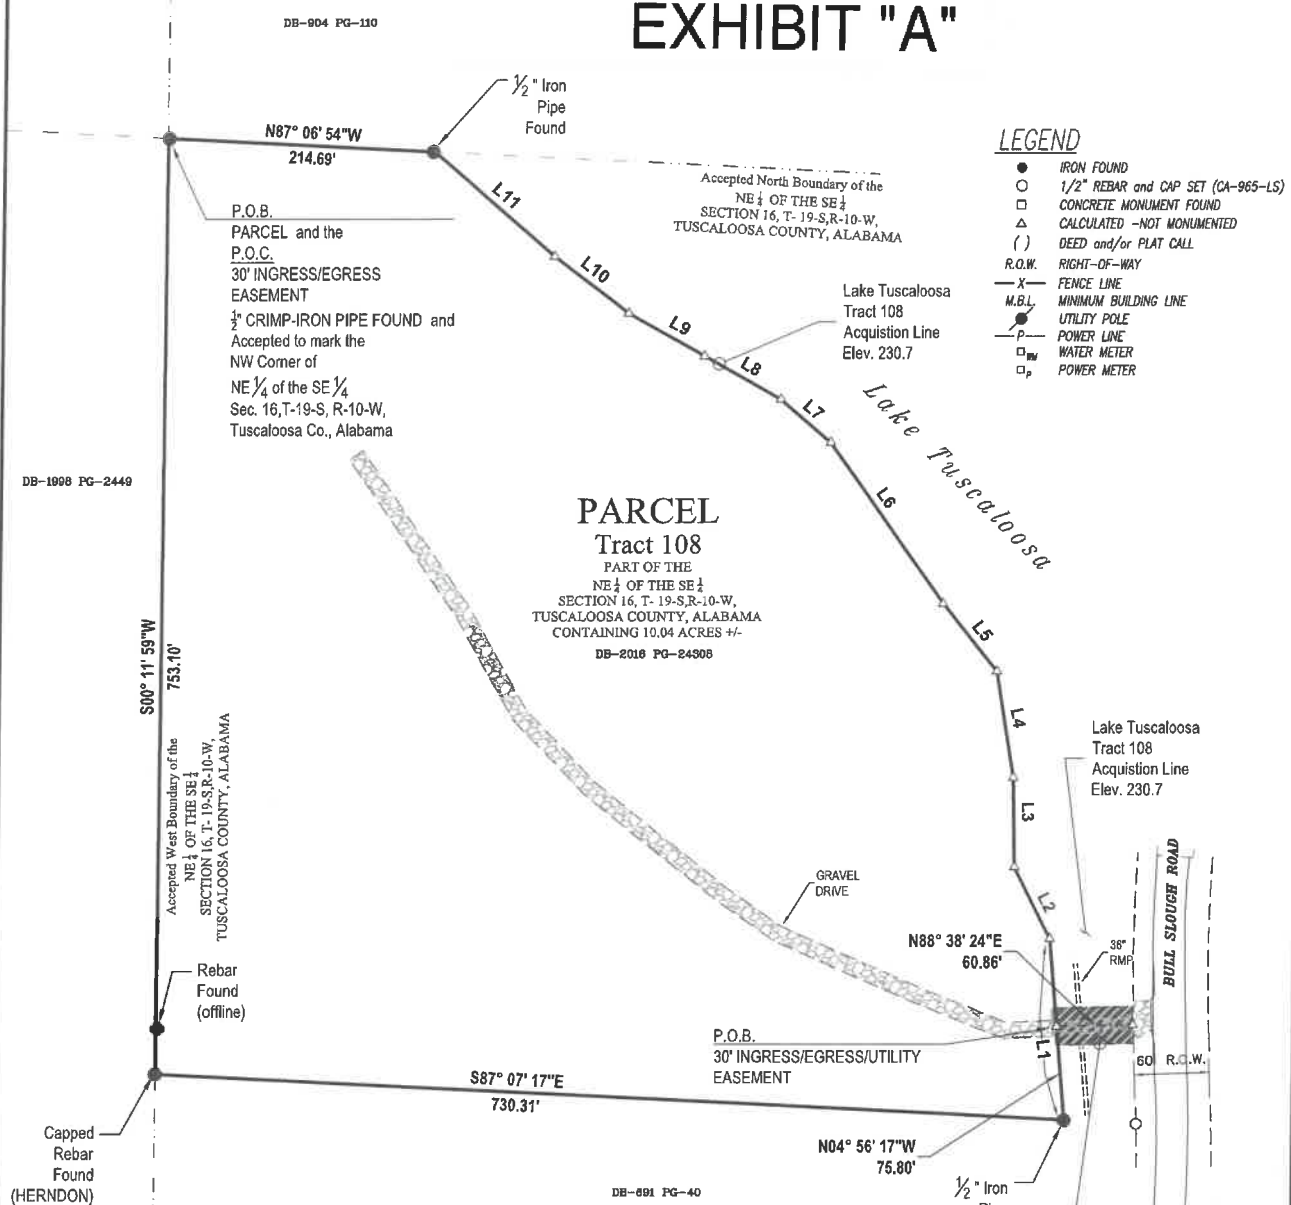 EXHIBIT "A"
DB-904 PG-110
1/2" Iron
Pipe
Found
N87° 06' 54"W
214.69'
LEGEND
IRON FOUND
1/2" REBAR and CAP SET (CA-965-LS)
CONCRETE MONUMENT FOUND
CALCULATED -NOT MONUMENTED
( ) DEED and/or PLAT CALL
R.O.W. RIGHT-OF-WAY
X FENCE LINE
M.B.L. MINIMUM BUILDING LINE
UTILITY POLE
P POWER LINE
WM WATER METER
P POWER METER
Accepted North Boundary of the
NE 1/4 OF THE SE 1/4
SECTION 16, T- 19-S,R-10-W,
TUSCALOOSA COUNTY, ALABAMA
P.O.B.
PARCEL and the
P.O.C.
30' INGRESS/EGRESS
EASEMENT
1/2" CRIMP-IRON PIPE FOUND and
Accepted to mark the
NW Corner of
NE 1/4 of the SE 1/4
Sec. 16,T-19-S, R-10-W,
Tuscaloosa Co., Alabama
L11
L10
L9
L8
L7
L6
L5
L4
L3
L2
L1
Lake Tuscaloosa
Tract 108
Acquistion Line
Elev. 230.7
Lake Tuscaloosa
DB-1998 PG-2449
PARCEL
Tract 108
PART OF THE
NE 1/4 OF THE SE 1/4
SECTION 16, T- 19-S,R-10-W,
TUSCALOOSA COUNTY, ALABAMA
CONTAINING 10.04 ACRES +/-
DB-2016 PG-24308
S00° 11' 59"W
753.10'
Accepted West Boundary of the
NE 1/4 OF THE SE 1/4
SECTION 16, T- 19-S,R-10-W,
TUSCALOOSA COUNTY, ALABAMA
Lake Tuscaloosa
Tract 108
Acquistion Line
Elev. 230.7
GRAVEL
DRIVE
N88° 38' 24"E
60.86'
36"
RMP
BULL SLOUGH ROAD
Rebar
Found
(offline)
P.O.B.
30' INGRESS/EGRESS/UTILITY
EASEMENT
60' R.O.W.
S87° 07' 17"E
730.31'
N04° 56' 17"W
75.80'
Capped
Rebar
Found
(HERNDON)
1/2" Iron
DB-691 PG-40